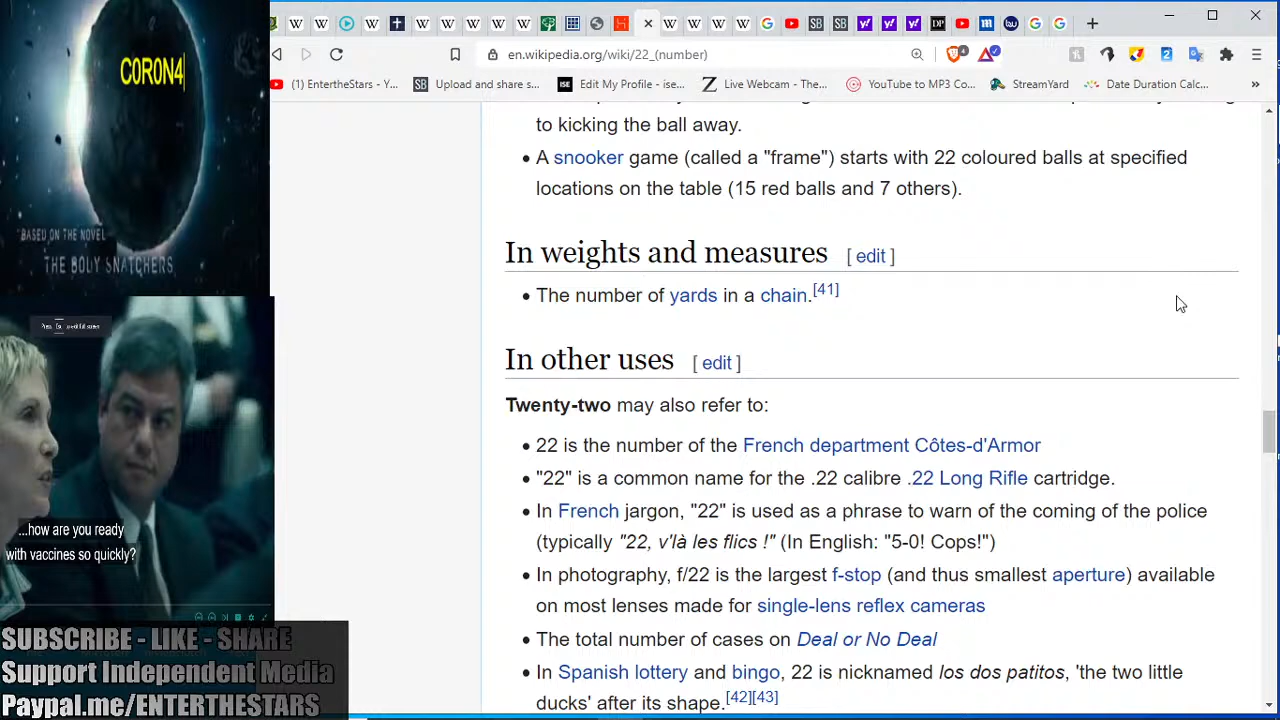 CORON4
"BASED ON THE NOVEL
THE BODY SNATCHERS
...how are you ready
with vaccines so quickly?
SUBSCRIBE - LIKE - SHARE
Support Independent Media
Paypal.me/ENTERTHESTARS
en.wikipedia.org/wiki/22_(number)
(1) EntertheStars - Y...
Upload and share s...
Edit My Profile - ise...
Live Webcam - The...
YouTube to MP3 Co...
StreamYard
Date Duration Calc...
to kicking the ball away.
• A snooker game (called a "frame") starts with 22 coloured balls at specified
locations on the table (15 red balls and 7 others).
In weights and measures [ edit ]
• The number of yards in a chain.[41]
In other uses [ edit ]
Twenty-two may also refer to:
• 22 is the number of the French department Côtes-d'Armor
• "22" is a common name for the .22 calibre .22 Long Rifle cartridge.
• In French jargon, "22" is used as a phrase to warn of the coming of the police
(typically "22, v'là les flics !" (In English: "5-0! Cops!")
• In photography, f/22 is the largest f-stop (and thus smallest aperture) available
on most lenses made for single-lens reflex cameras
• The total number of cases on Deal or No Deal
• In Spanish lottery and bingo, 22 is nicknamed los dos patitos, 'the two little
ducks' after its shape.[42][43]